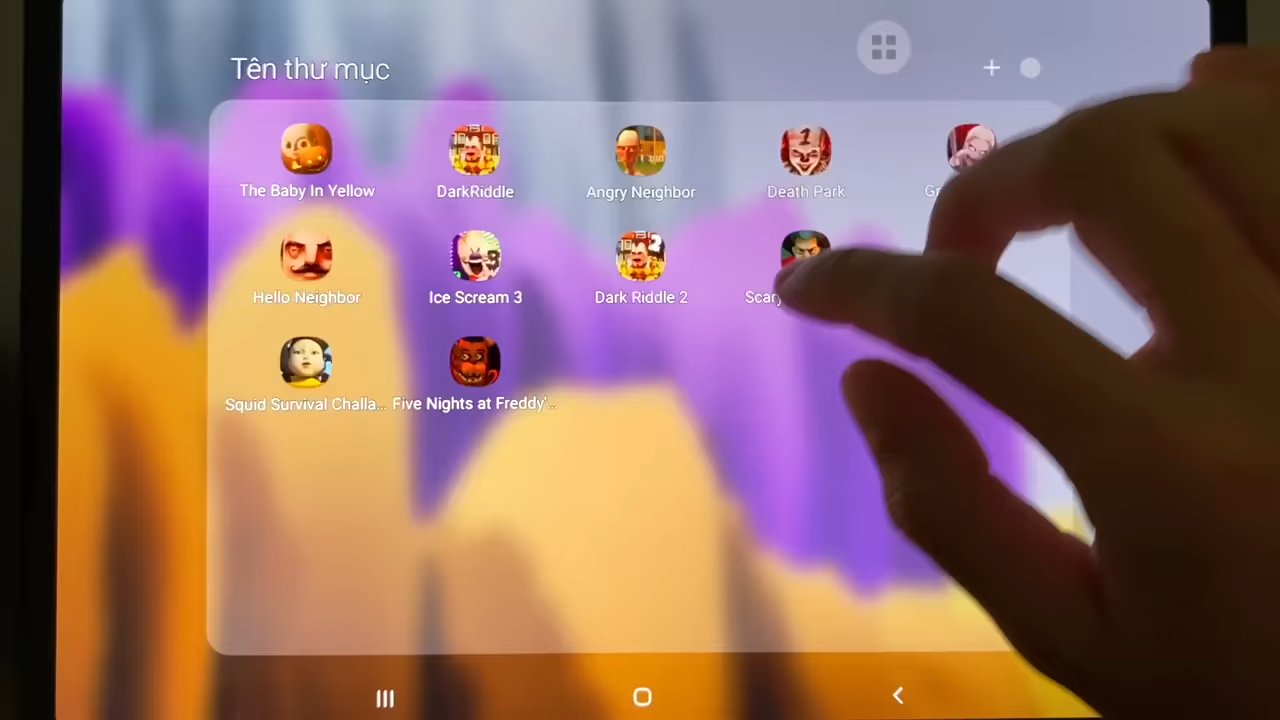 Tên thư mục
The Baby In Yellow
DarkRiddle
Angry Neighbor
Death Park
Hello Neighbor
Ice Scream 3
Dark Riddle 2
Squid Survival Challa...
Five Nights at Freddy'...